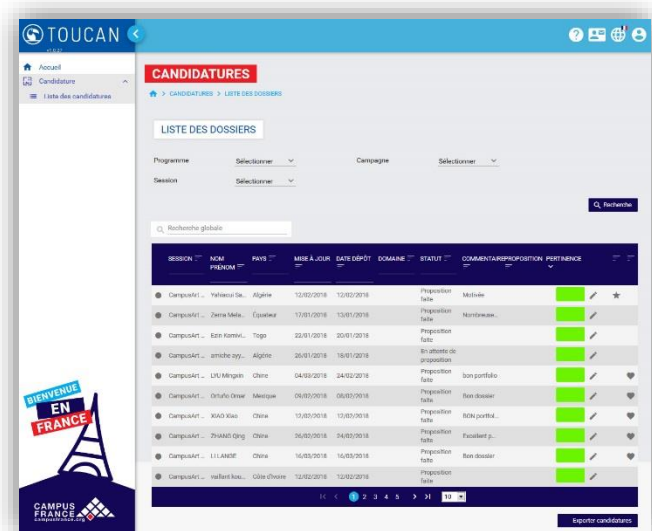 TOUCAN
Accueil
Candidature
Liste des candidatures
CANDIDATURES
> CANDIDATURES > LISTE DES DOSSIERS
LISTE DES DOSSIERS
Programme Sélectionner Campagne Sélectionner
Session Sélectionner
Recherche
Recherche globale
SESSION NOM PRÉNOM PAYS MISE À JOUR DATE DÉPÔT DOMAINE STATUT COMMENTAIRE PROPOSITION PERTINENCE
CampusArt ... Yahiaoui Sa... Algérie 12/02/2018 12/02/2018 Proposition faite Motivée
CampusArt ... Zema Mela... Équateur 17/01/2018 13/01/2018 Proposition faite Nombreuse...
CampusArt ... Ezin Komivi... Togo 23/01/2018 20/01/2018 Proposition faite
CampusArt ... amiche ayy... Algérie 26/01/2018 18/01/2018 En attente de proposition
CampusArt ... LYU Mingxin Chine 04/03/2018 24/02/2018 Proposition faite bon portfolio
CampusArt ... Ortuño Omar Mexique 09/02/2018 08/02/2018 Proposition faite Bon dossier
CampusArt ... XIAO Xiao Chine 12/02/2018 12/02/2018 Proposition faite BON portfol...
CampusArt ... ZHANG Qing Chine 26/02/2018 24/02/2018 Proposition faite Excellent p...
CampusArt ... LI LANGE Chine 16/03/2018 16/03/2018 Proposition faite Bon dossier
CampusArt ... vaillant kou... Côte d'Ivoire 12/02/2018 12/02/2018 Proposition faite
1 2 3 4 5 10
Exporter candidatures
BIENVENUE
EN
FRANCE
CAMPUS
FRANCE
campusfrance.org